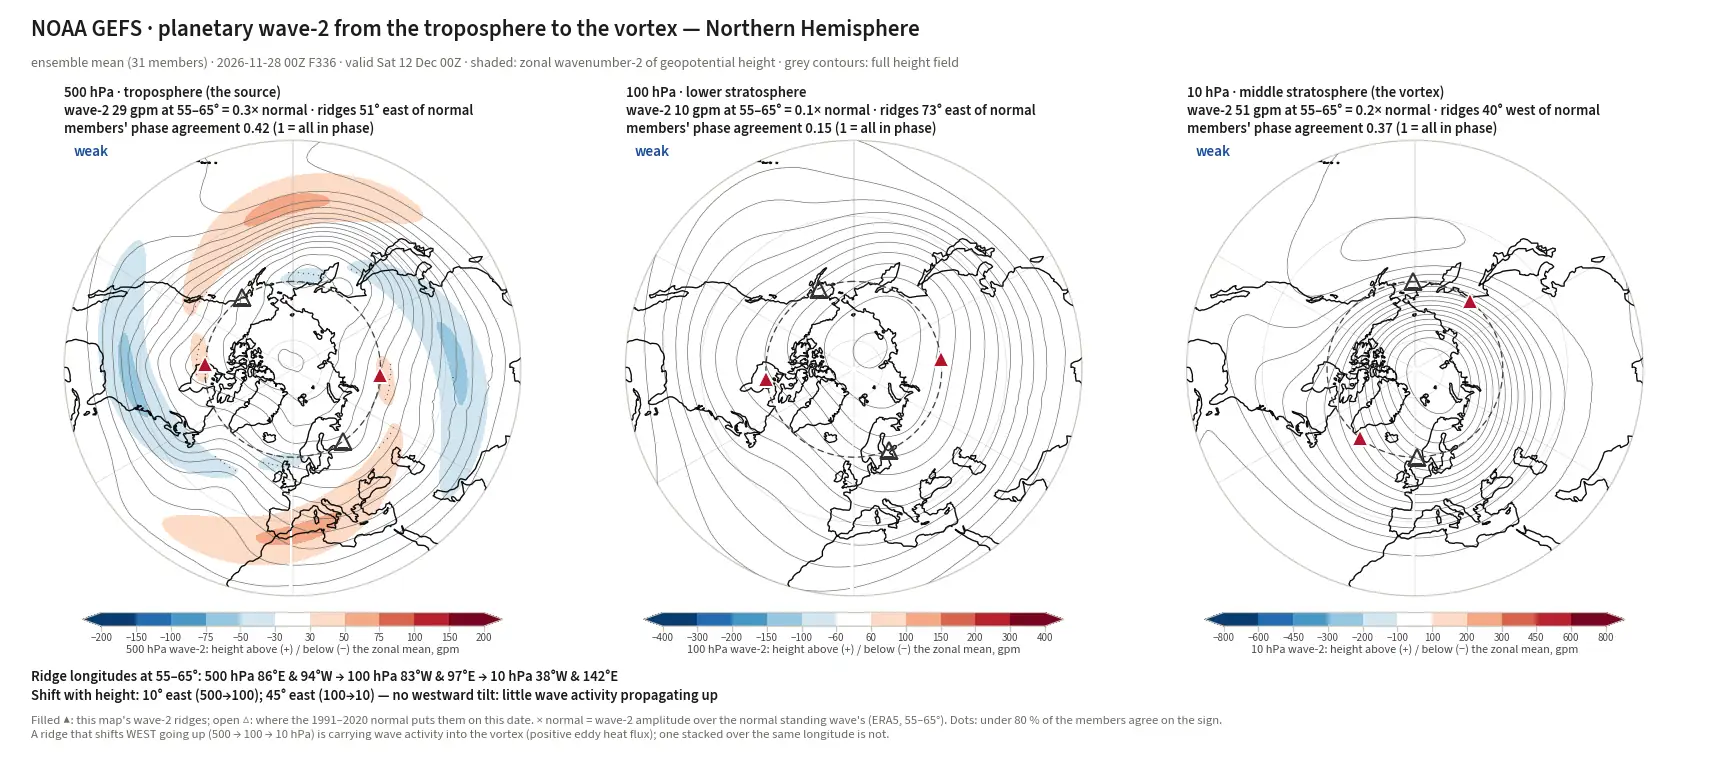 NOAA GEFS · planetary wave-2 from the troposphere to the vortex — Northern Hemisphere
ensemble mean (31 members) · 2026-11-28 00Z F336 · valid Sat 12 Dec 00Z · shaded: zonal wavenumber-2 of geopotential height · grey contours: full height field
500 hPa · troposphere (the source)
wave-2 29 gpm at 55–65° = 0.3× normal · ridges 51° east of normal
members' phase agreement 0.42 (1 = all in phase)
weak
100 hPa · lower stratosphere
wave-2 10 gpm at 55–65° = 0.1× normal · ridges 73° east of normal
members' phase agreement 0.15 (1 = all in phase)
weak
10 hPa · middle stratosphere (the vortex)
wave-2 51 gpm at 55–65° = 0.2× normal · ridges 40° west of normal
members' phase agreement 0.37 (1 = all in phase)
weak
−200 −150 −100 −75 −50 −30 30 50 75 100 150 200
500 hPa wave-2: height above (+) / below (−) the zonal mean, gpm
−400 −300 −200 −150 −100 −60 60 100 150 200 300 400
100 hPa wave-2: height above (+) / below (−) the zonal mean, gpm
−800 −600 −450 −300 −200 −100 100 200 300 450 600 800
10 hPa wave-2: height above (+) / below (−) the zonal mean, gpm
Ridge longitudes at 55–65°: 500 hPa 86°E & 94°W → 100 hPa 83°W & 97°E → 10 hPa 38°W & 142°E
Shift with height: 10° east (500→100); 45° east (100→10) — no westward tilt: little wave activity propagating up
Filled ▲: this map's wave-2 ridges; open △: where the 1991–2020 normal puts them on this date. × normal = wave-2 amplitude over the normal standing wave's (ERA5, 55–65°). Dots: under 80 % of the members agree on the sign.
A ridge that shifts WEST going up (500 → 100 → 10 hPa) is carrying wave activity into the vortex (positive eddy heat flux); one stacked over the same longitude is not.